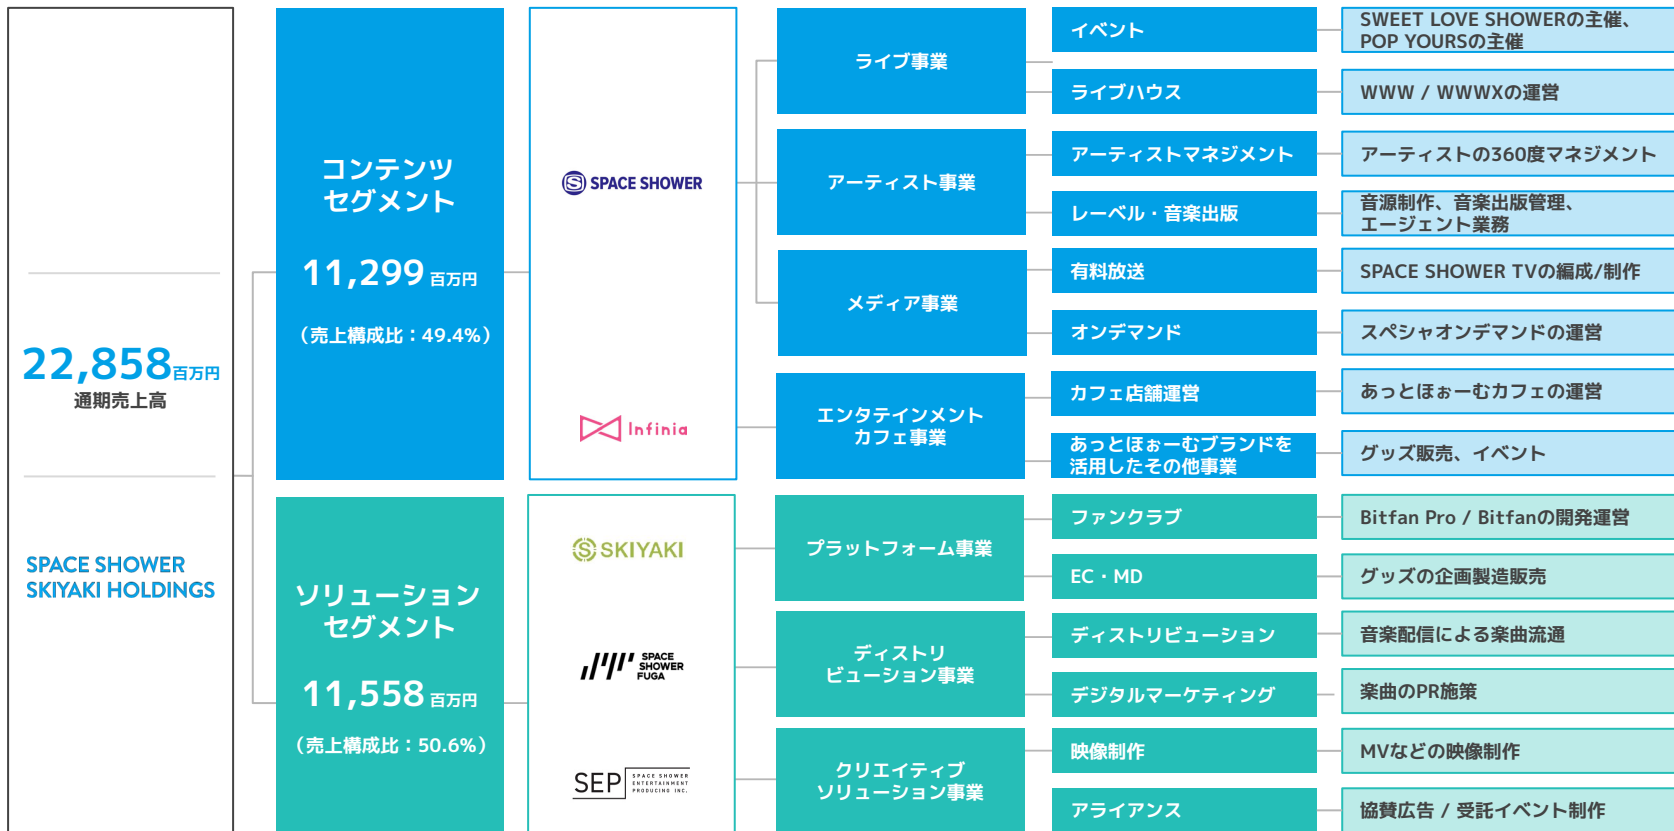 22,858百万円
通期売上高
SPACE SHOWER
SKIYAKI HOLDINGS
コンテンツ
セグメント
11,299 百万円
（売上構成比：49.4%）
SPACE SHOWER
Infinia
ライブ事業
イベント
SWEET LOVE SHOWERの主催、
POP YOURSの主催
ライブハウス
WWW / WWWXの運営
アーティスト事業
アーティストマネジメント
アーティストの360度マネジメント
レーベル・音楽出版
音源制作、音楽出版管理、
エージェント業務
メディア事業
有料放送
SPACE SHOWER TVの編成/制作
オンデマンド
スペシャオンデマンドの運営
エンタテインメント
カフェ事業
カフェ店舗運営
あっとほぉーむカフェの運営
あっとほぉーむブランドを
活用したその他事業
グッズ販売、イベント
ソリューション
セグメント
11,558 百万円
（売上構成比：50.6%）
SKIYAKI
SPACE
SHOWER
FUGA
SEP
SPACE SHOWER
ENTERTAINMENT
PRODUCING INC.
プラットフォーム事業
ファンクラブ
Bitfan Pro / Bitfanの開発運営
EC・MD
グッズの企画製造販売
ディストリ
ビューション事業
ディストリビューション
音楽配信による楽曲流通
デジタルマーケティング
楽曲のPR施策
クリエイティブ
ソリューション事業
映像制作
MVなどの映像制作
アライアンス
協賛広告 / 受託イベント制作